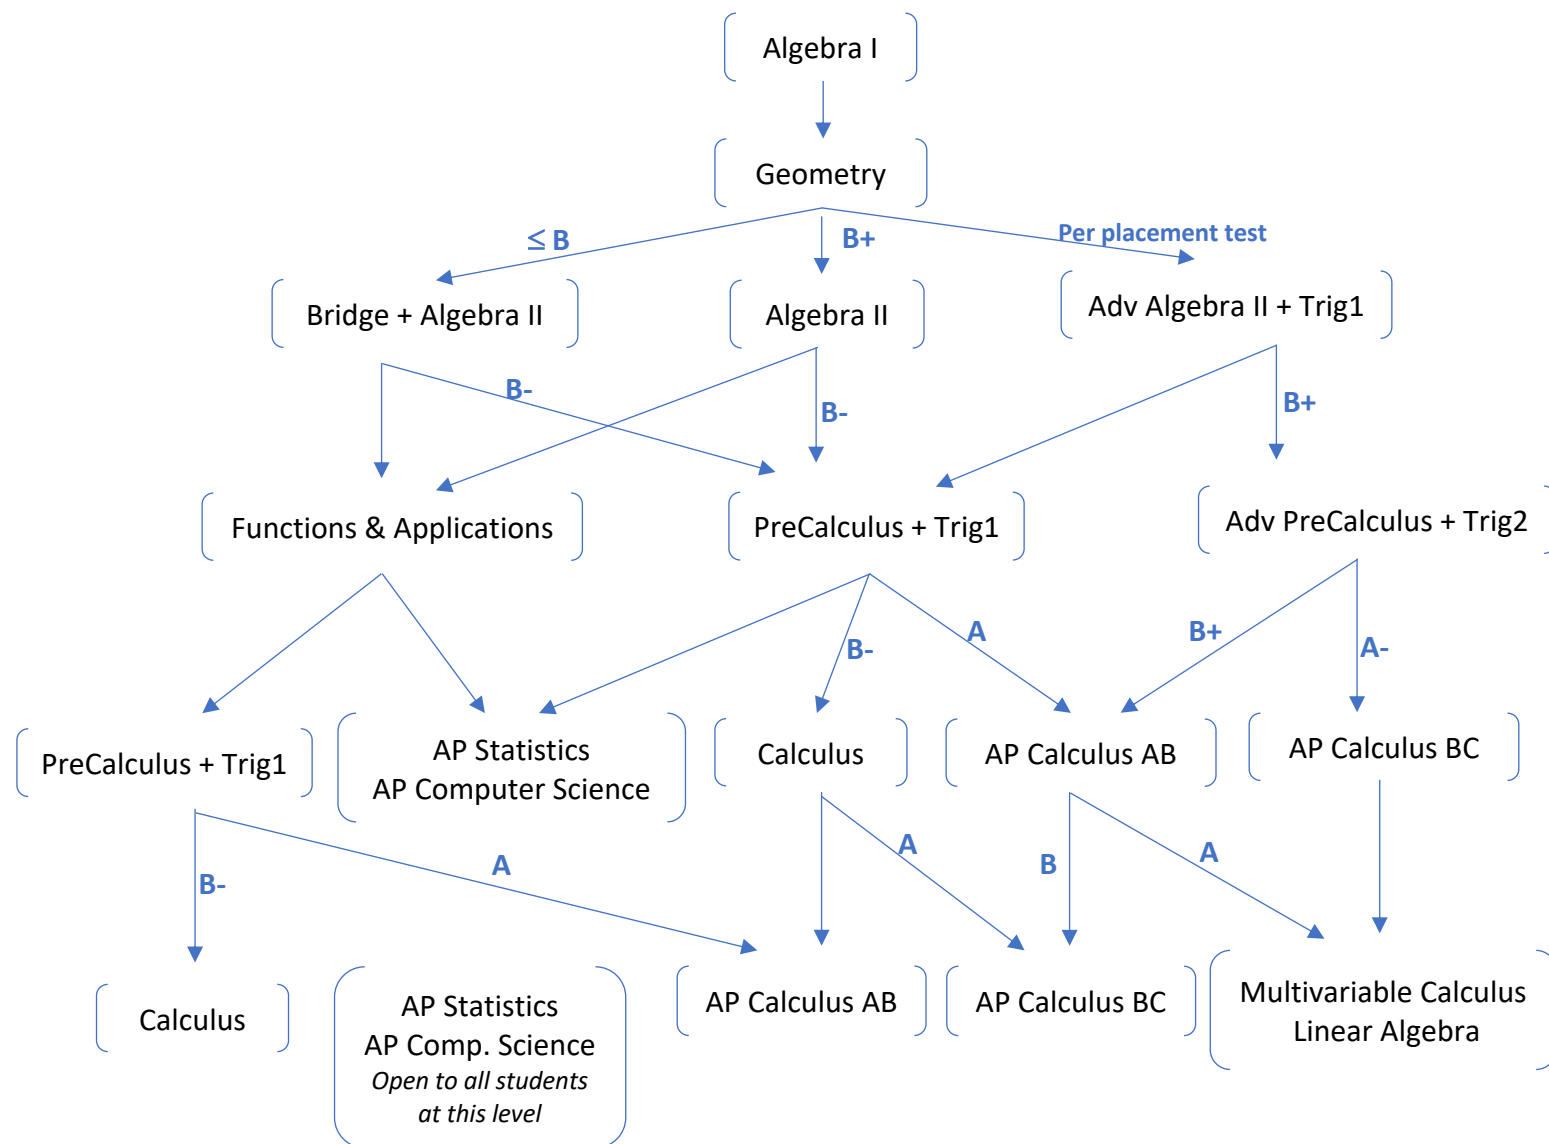 Algebra I
Geometry
≤ B
B+
Per placement test
Bridge + Algebra II
Algebra II
Adv Algebra II + Trig1
B-
B-
B+
Functions & Applications
PreCalculus + Trig1
Adv PreCalculus + Trig2
B-
A
B+
A-
PreCalculus + Trig1
AP Statistics
AP Computer Science
Calculus
AP Calculus AB
AP Calculus BC
B-
A
A
B
A
Calculus
AP Statistics
AP Comp. Science
Open to all students
at this level
AP Calculus AB
AP Calculus BC
Multivariable Calculus
Linear Algebra